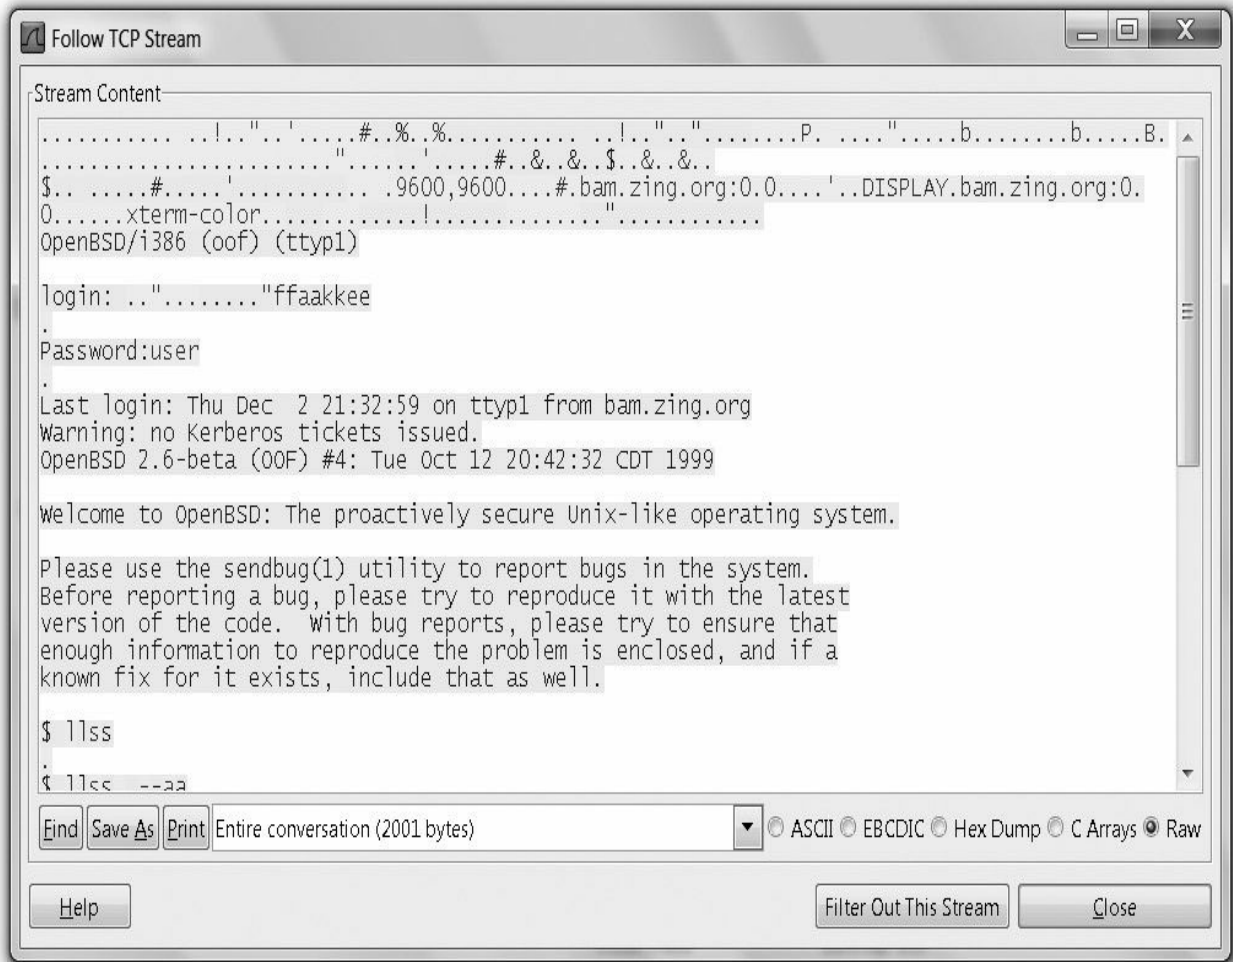 Follow TCP Stream
Stream Content
........... ..!.."..'.....#..%..%........... ..!.."..".......P. ....".....b........b.....B.
........................."......'.....#..&..&..$..&..&..
$.. .....#.....'........... .9600,9600....#.bam.zing.org:0.0....'..DISPLAY.bam.zing.org:0.
0......xterm-color.............!..............."............
OpenBSD/i386 (oof) (ttyp1)
login: .."........"ffaakkee
.
Password:user
.
Last login: Thu Dec  2 21:32:59 on ttyp1 from bam.zing.org
Warning: no Kerberos tickets issued.
OpenBSD 2.6-beta (OOF) #4: Tue Oct 12 20:42:32 CDT 1999
Welcome to OpenBSD: The proactively secure Unix-like operating system.
Please use the sendbug(1) utility to report bugs in the system.
Before reporting a bug, please try to reproduce it with the latest
version of the code.  With bug reports, please try to ensure that
enough information to reproduce the problem is enclosed, and if a
known fix for it exists, include that as well.
$ llss
.
$ llss  --aa
Find Save As Print Entire conversation (2001 bytes) ASCII EBCDIC Hex Dump C Arrays Raw
Help Filter Out This Stream Close